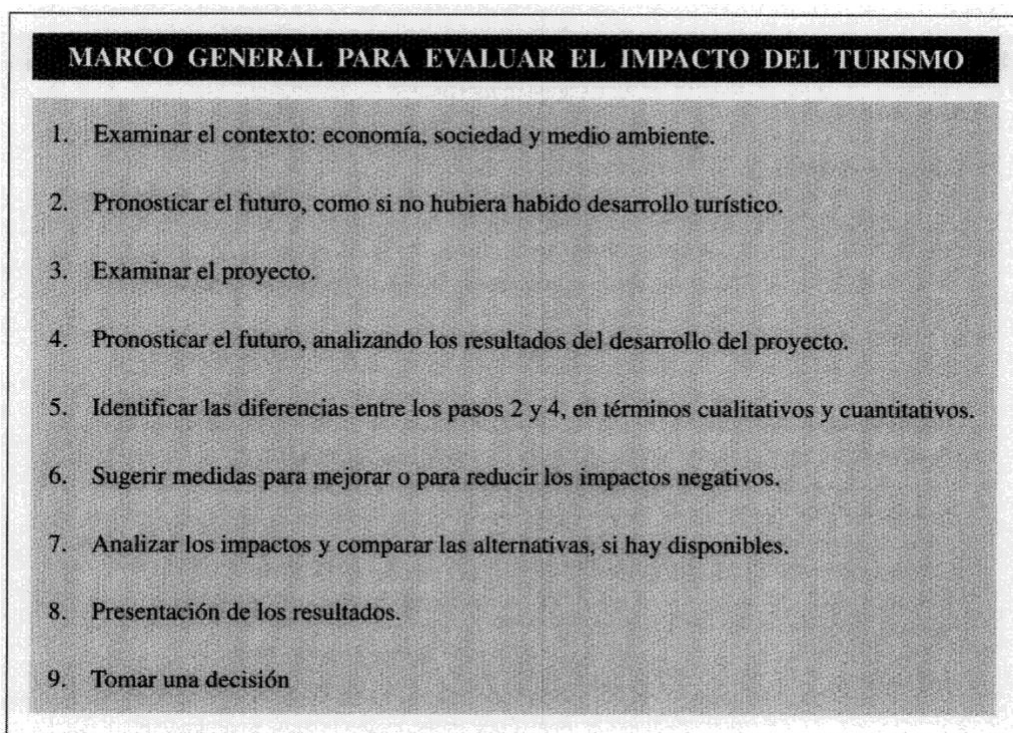 MARCO GENERAL PARA EVALUAR EL IMPACTO DEL TURISMO
1. Examinar el contexto: economía, sociedad y medio ambiente.
2. Pronosticar el futuro, como si no hubiera habido desarrollo turístico.
3. Examinar el proyecto.
4. Pronosticar el futuro, analizando los resultados del desarrollo del proyecto.
5. Identificar las diferencias entre los pasos 2 y 4, en términos cualitativos y cuantitativos.
6. Sugerir medidas para mejorar o para reducir los impactos negativos.
7. Analizar los impactos y comparar las alternativas, si hay disponibles.
8. Presentación de los resultados.
9. Tomar una decisión